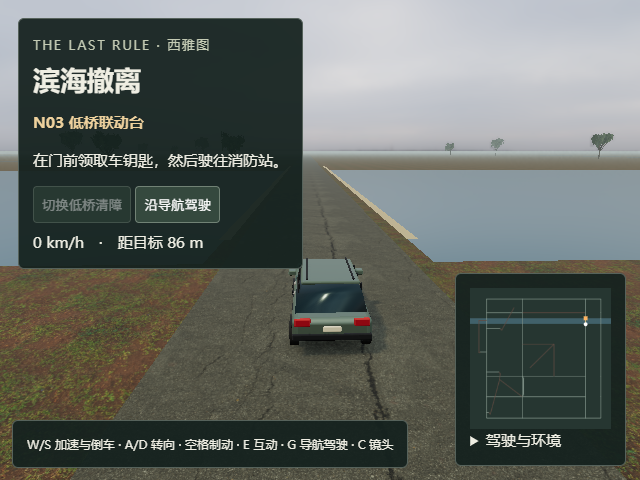 THE LAST RULE · 西雅图
滨海撤离
N03 低桥联动台
在门前领取车钥匙，然后驶往消防站。
切换低桥清障 沿导航驾驶
0 km/h · 距目标 86 m
▶ 驾驶与环境
W/S 加速与倒车 · A/D 转向 · 空格制动 · E 互动 · G 导航驾驶 · C 镜头